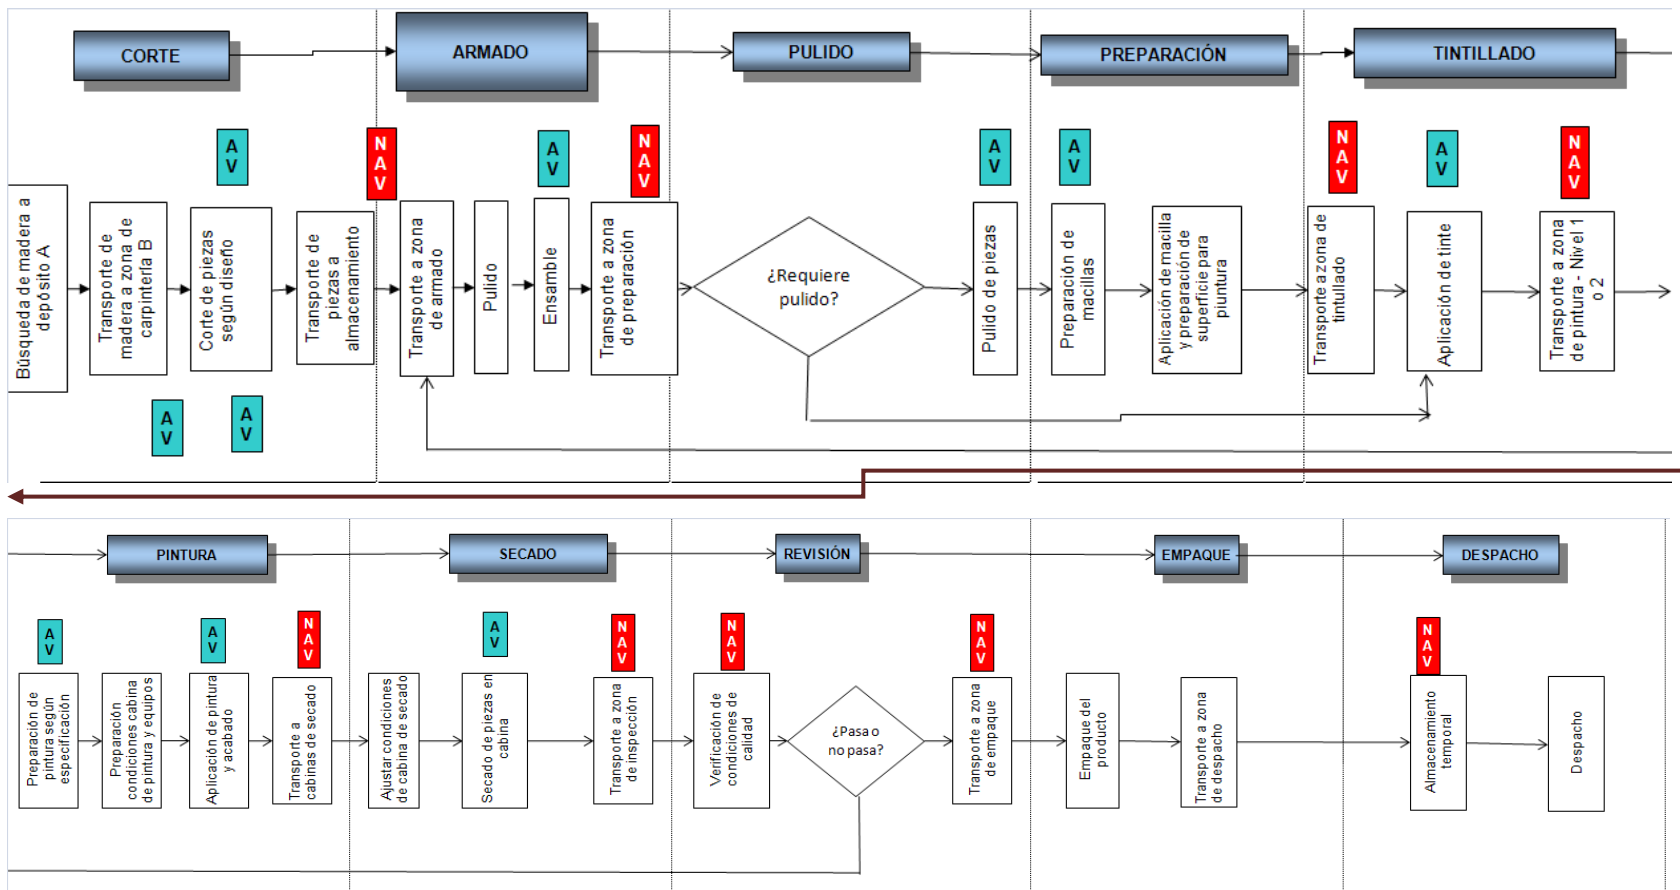 CORTE
ARMADO
PULIDO
PREPARACIÓN
TINTILLADO
A
V
N
A
V
A
V
N
A
V
A
V
A
V
N
A
V
A
V
N
A
V
Búsqueda de madera a
depósito A
Transporte de
madera a zona de
carpintería B
Corte de piezas
según diseño
Transporte de
piezas a
almacenamiento
Transporte a zona
de armado
Pulido
Ensamble
Transporte a zona
de preparación
¿Requiere
pulido?
Pulido de piezas
Preparación de
macillas
Aplicación de macilla
y preparación de
superficie para
piuntura
Transporte a zona de
tintullado
Aplicación de tinte
Transporte a zona
de pintura - Nivel 1
o 2
A
V
A
V
PINTURA
SECADO
REVISIÓN
EMPAQUE
DESPACHO
A
V
A
V
N
A
V
A
V
N
A
V
N
A
V
N
A
V
N
A
V
Preparación de
pintura según
especificación
Preparación
condiciones cabina
de pintura y equipos
Aplicación de pintura
y acabado
Transporte a
cabinas de secado
Ajustar condiciones
de cabina de secado
Secado de piezas en
cabina
Transporte a zona
de inspección
Verificación de
condiciones de
calidad
¿Pasa o
no pasa?
Transporte a zona
de empaque
Empaque del
producto
Transporte a zona
de despacho
Almacenamiento
temporal
Despacho